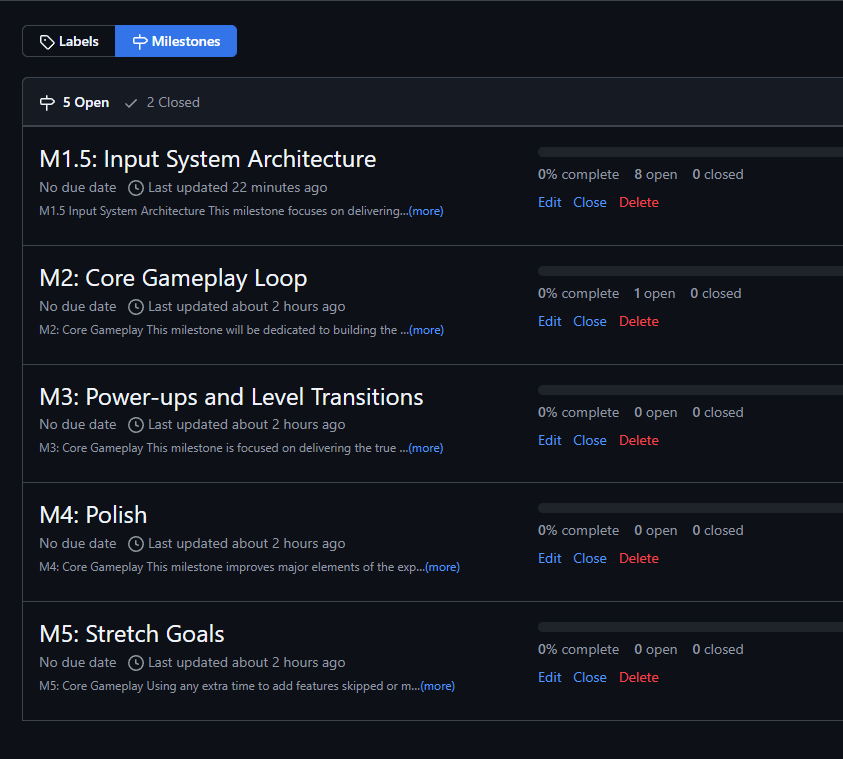 Labels Milestones
5 Open 2 Closed
M1.5: Input System Architecture
No due date Last updated 22 minutes ago
M1.5 Input System Architecture This milestone focuses on delivering...(more)
0% complete 8 open 0 closed
Edit Close Delete
M2: Core Gameplay Loop
No due date Last updated about 2 hours ago
M2: Core Gameplay This milestone will be dedicated to building the ...(more)
0% complete 1 open 0 closed
Edit Close Delete
M3: Power-ups and Level Transitions
No due date Last updated about 2 hours ago
M3: Core Gameplay This milestone is focused on delivering the true ...(more)
0% complete 0 open 0 closed
Edit Close Delete
M4: Polish
No due date Last updated about 2 hours ago
M4: Core Gameplay This milestone improves major elements of the exp...(more)
0% complete 0 open 0 closed
Edit Close Delete
M5: Stretch Goals
No due date Last updated about 2 hours ago
M5: Core Gameplay Using any extra time to add features skipped or m...(more)
0% complete 0 open 0 closed
Edit Close Delete